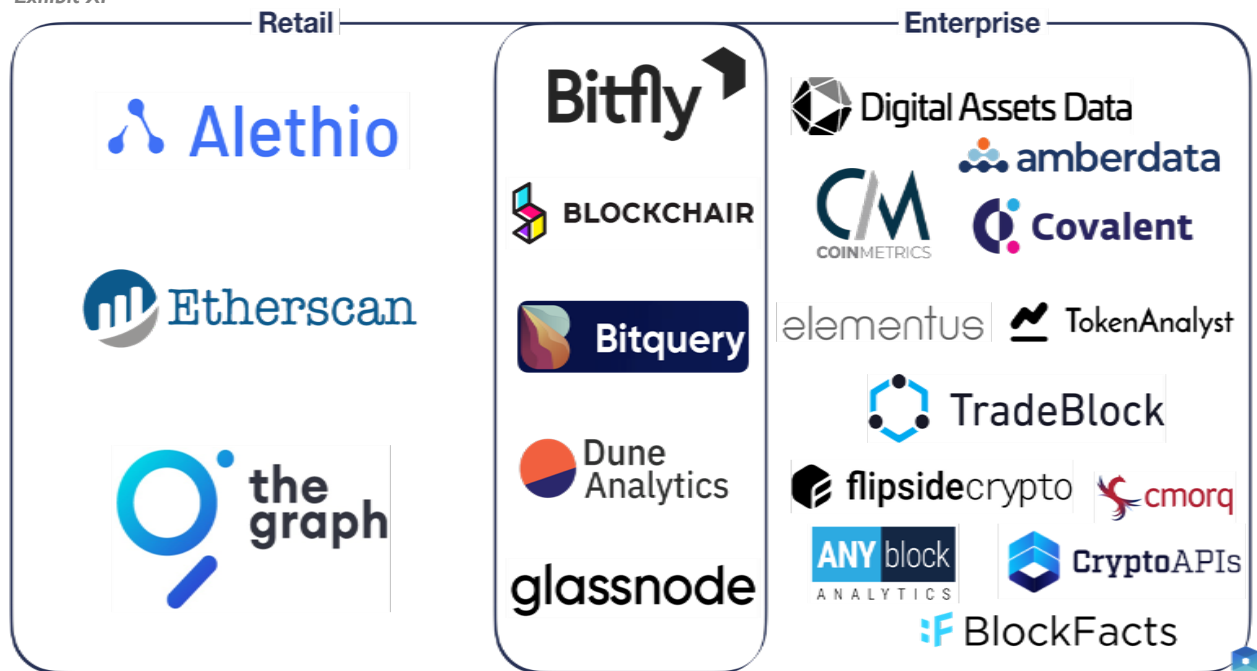 Retail
Enterprise
Alethio
Etherscan
the
graph
Bitfly
BLOCKCHAIR
Bitquery
Dune
Analytics
glassnode
Digital Assets Data
amberdata
CM
COINMETRICS
Covalent
elementus
TokenAnalyst
TradeBlock
flipsidecrypto
cmorq
ANY block
ANALYTICS
CryptoAPIs
:F BlockFacts